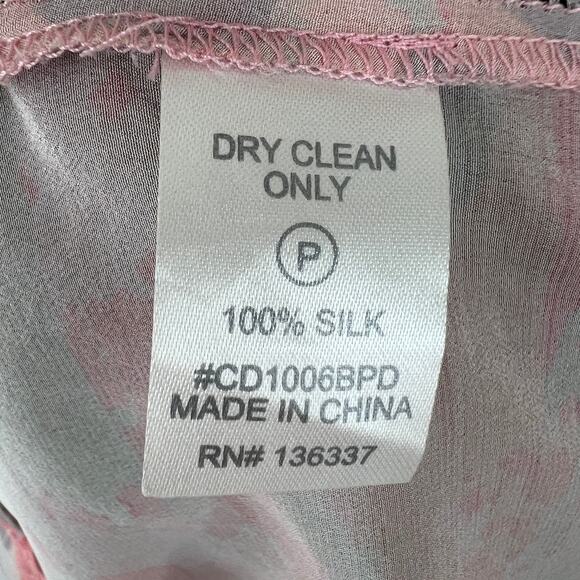 DRY CLEAN
ONLY
P
100% SILK
#CD1006BPD
MADE IN CHINA
RN# 136337